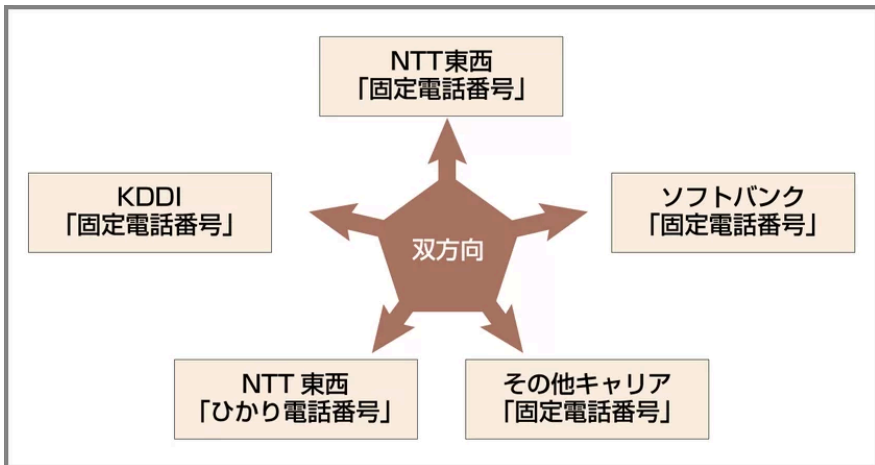 NTT東西
「固定電話番号」
KDDI
「固定電話番号」
ソフトバンク
「固定電話番号」
双方向
NTT 東西
「ひかり電話番号」
その他キャリア
「固定電話番号」